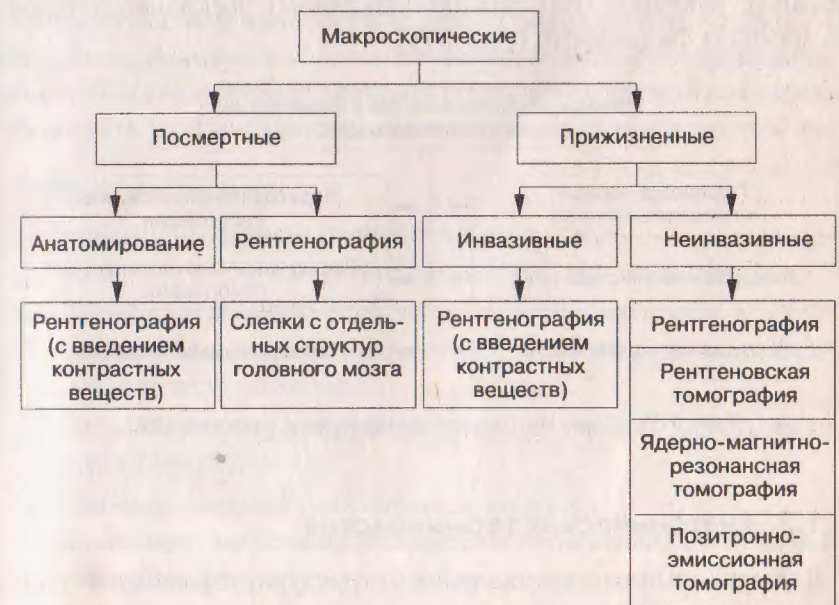 Макроскопические
Посмертные
Прижизненные
Анатомирование
Рентгенография
Инвазивные
Неинвазивные
Рентгенография
(с введением
контрастных
веществ)
Слепки с отдель-
ных структур
головного мозга
Рентгенография
(с введением
контрастных
веществ)
Рентгенография
Рентгеновская
томография
Ядерно-магнитно-
резонансная
томография
Позитронно-
эмиссионная
томография